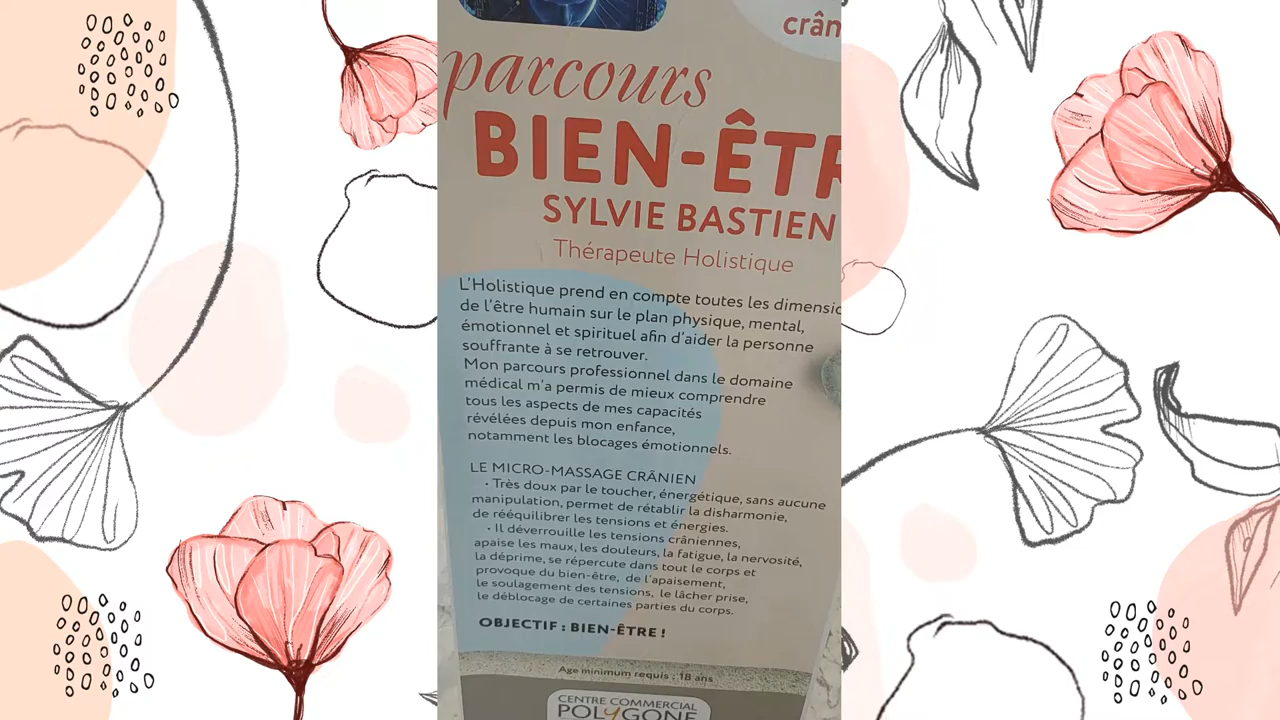 crân
parcours
BIEN-ÊTR
SYLVIE BASTIEN
Thérapeute Holistique
L'Holistique prend en compte toutes les dimensio
de l'être humain sur le plan physique, mental,
émotionnel et spirituel afin d'aider la personne
souffrante à se retrouver.
Mon parcours professionnel dans le domaine
médical m'a permis de mieux comprendre
tous les aspects de mes capacités
révélées depuis mon enfance,
notamment les blocages émotionnels.
LE MICRO-MASSAGE CRÂNIEN
• Très doux par le toucher, énergétique, sans aucune
manipulation, permet de rétablir la disharmonie,
de rééquilibrer les tensions et énergies.
• Il déverrouille les tensions crâniennes,
apaise les maux, les douleurs, la fatigue, la nervosité,
la déprime, se répercute dans tout le corps et
provoque du bien-être, de l'apaisement,
le soulagement des tensions, le lâcher prise,
le déblocage de certaines parties du corps.
OBJECTIF : BIEN-ÊTRE !
Age minimum requis : 18 ans
CENTRE COMMERCIAL
POLYGONE